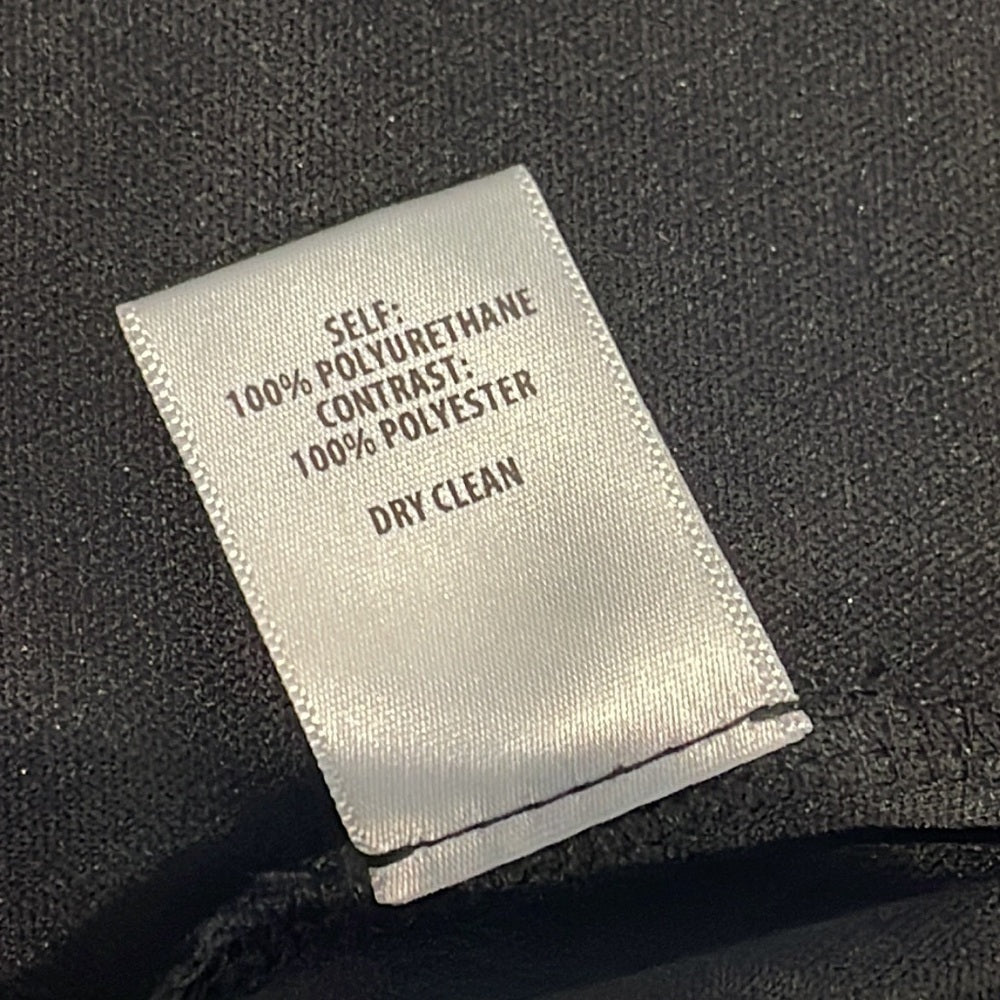 SELF:
100% POLYURETHANE
CONTRAST:
100% POLYESTER
DRY CLEAN